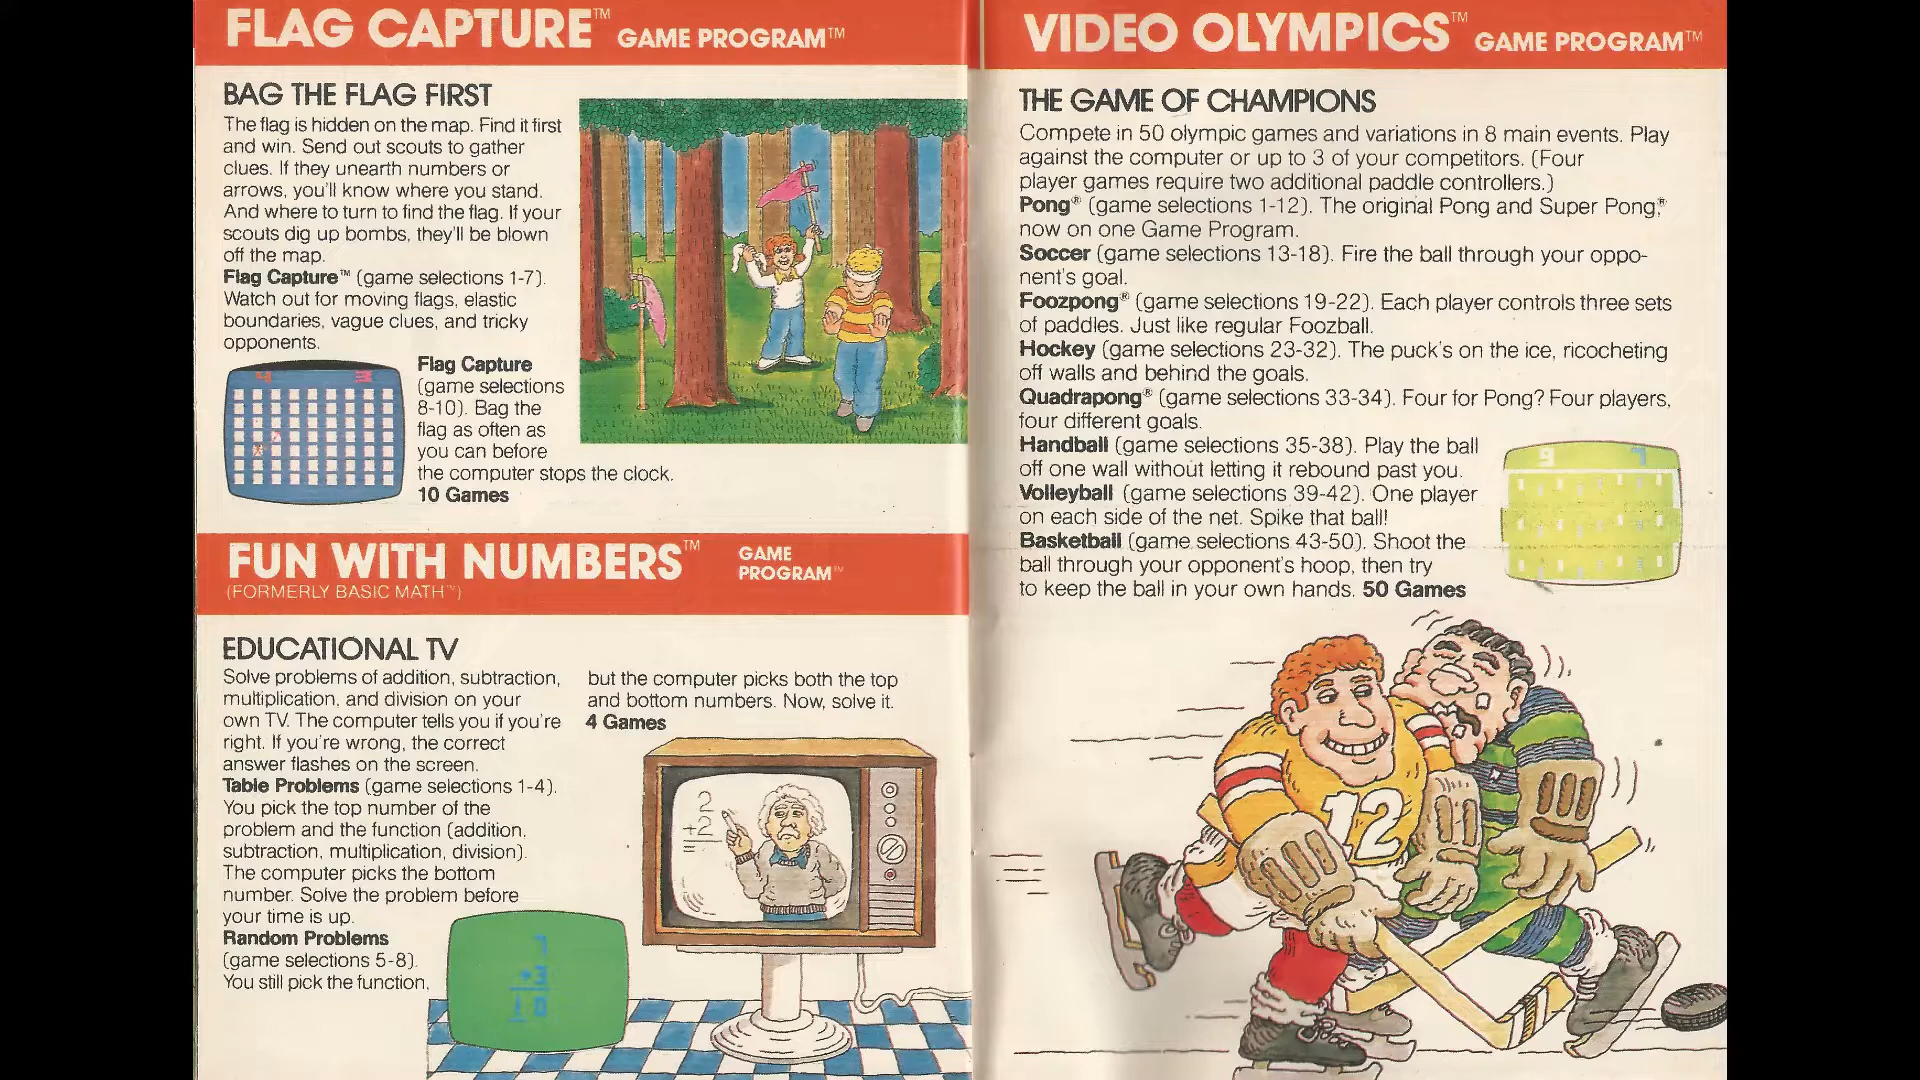 FLAG CAPTURE™ GAME PROGRAM™
BAG THE FLAG FIRST
The flag is hidden on the map. Find it first
and win. Send out scouts to gather
clues. If they unearth numbers or
arrows, you'll know where you stand.
And where to turn to find the flag. If your
scouts dig up bombs, they'll be blown
off the map.
Flag Capture™ (game selections 1-7).
Watch out for moving flags, elastic
boundaries, vague clues, and tricky
opponents.
Flag Capture
(game selections
8-10). Bag the
flag as often as
you can before
the computer stops the clock.
10 Games
FUN WITH NUMBERS™ GAME
PROGRAM™
(FORMERLY BASIC MATH™)
EDUCATIONAL TV
Solve problems of addition, subtraction,
multiplication, and division on your
own TV. The computer tells you if you're
right. If you're wrong, the correct
answer flashes on the screen.
Table Problems (game selections 1-4).
You pick the top number of the
problem and the function (addition,
subtraction, multiplication, division).
The computer picks the bottom
number. Solve the problem before
your time is up.
Random Problems
(game selections 5-8).
You still pick the function,
but the computer picks both the top
and bottom numbers. Now, solve it.
4 Games
2
+2
VIDEO OLYMPICS™ GAME PROGRAM™
THE GAME OF CHAMPIONS
Compete in 50 olympic games and variations in 8 main events. Play
against the computer or up to 3 of your competitors. (Four
player games require two additional paddle controllers.)
Pong® (game selections 1-12). The original Pong and Super Pong,®
now on one Game Program.
Soccer (game selections 13-18). Fire the ball through your oppo-
nent's goal.
Foozpong® (game selections 19-22). Each player controls three sets
of paddles. Just like regular Foozball.
Hockey (game selections 23-32). The puck's on the ice, ricocheting
off walls and behind the goals.
Quadrapong® (game selections 33-34). Four for Pong? Four players,
four different goals.
Handball (game selections 35-38). Play the ball
off one wall without letting it rebound past you.
Volleyball (game selections 39-42). One player
on each side of the net. Spike that ball!
Basketball (game selections 43-50). Shoot the
ball through your opponent's hoop, then try
to keep the ball in your own hands. 50 Games
12